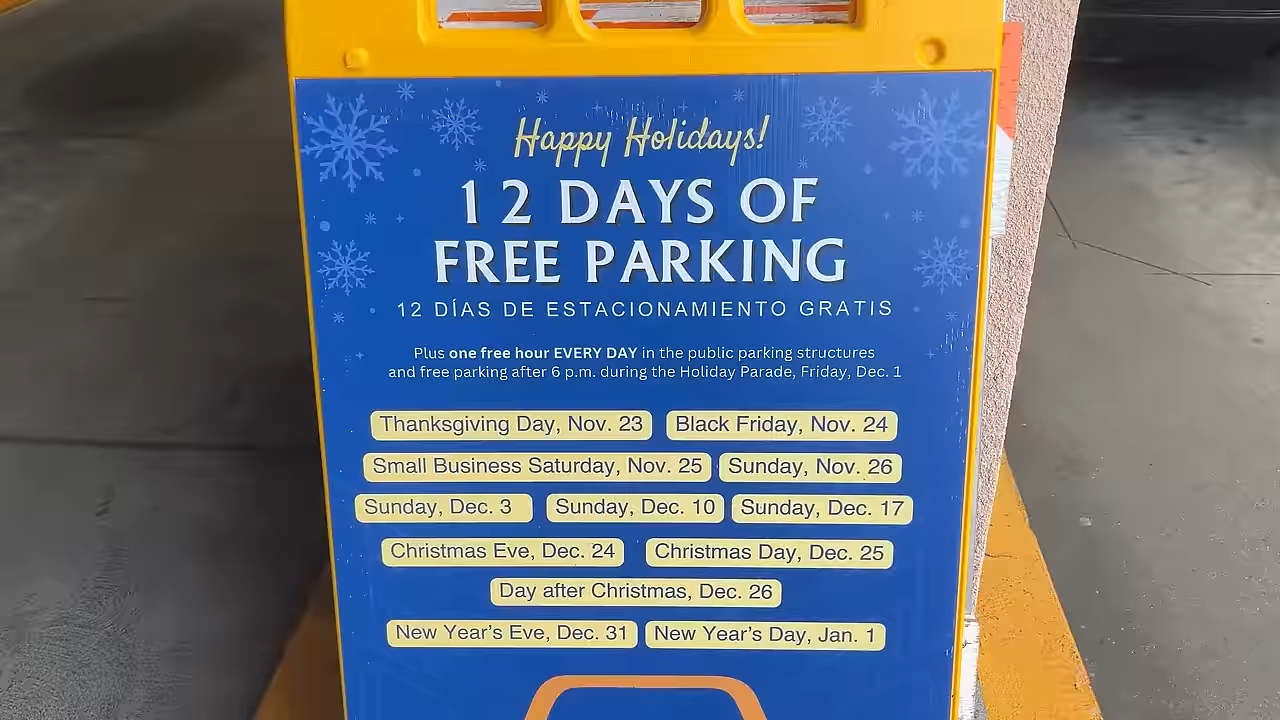 Happy Holidays!
12 DAYS OF
FREE PARKING
12 DÍAS DE ESTACIONAMIENTO GRATIS
Plus one free hour EVERY DAY in the public parking structures
and free parking after 6 p.m. during the Holiday Parade, Friday, Dec. 1
Thanksgiving Day, Nov. 23 Black Friday, Nov. 24
Small Business Saturday, Nov. 25 Sunday, Nov. 26
Sunday, Dec. 3 Sunday, Dec. 10 Sunday, Dec. 17
Christmas Eve, Dec. 24 Christmas Day, Dec. 25
Day after Christmas, Dec. 26
New Year's Eve, Dec. 31 New Year's Day, Jan. 1